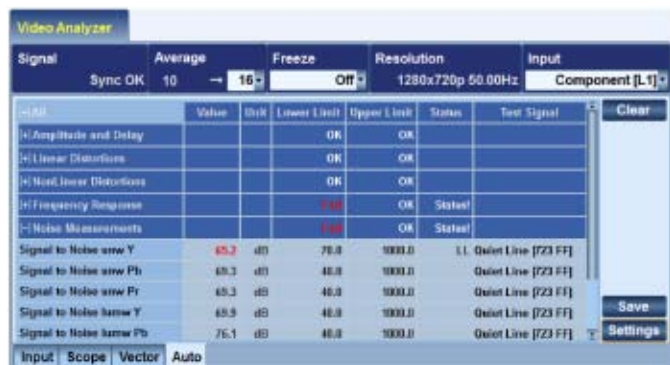 Video Analyzer
Signal Average Freeze Resolution Input
Sync OK 10 → 16 Off 1280x720p 50.00Hz Component [L1]
[-] All Value Unit Lower Limit Upper Limit Status Test Signal Clear
[+] Amplitude and Delay OK OK
[+] Linear Distortions OK OK
[+] NonLinear Distortions OK OK
[+] Frequency Response Fail OK Status!
[-] Noise Measurements Fail OK Status!
Signal to Noise unw Y 69.2 dB 70.0 1000.0 LL Quiet Line [723 FF]
Signal to Noise unw Pb 69.3 dB 40.0 1000.0 Quiet Line [723 FF]
Signal to Noise unw Pr 69.3 dB 40.0 1000.0 Quiet Line [723 FF]
Signal to Noise lumw Y 69.9 dB 40.0 1000.0 Quiet Line [723 FF]
Signal to Noise lumw Pb 76.1 dB 40.0 1000.0 Quiet Line [723 FF]
Save
Settings
Input Scope Vector Auto